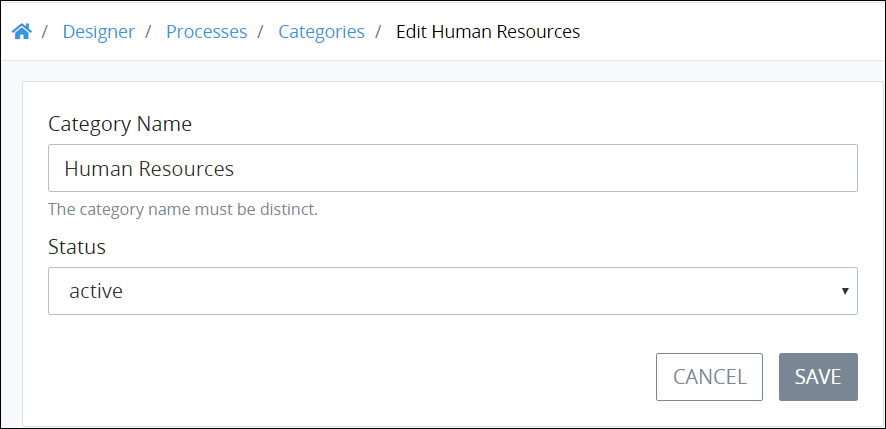 / Designer / Processes / Categories / Edit Human Resources
Category Name
Human Resources
The category name must be distinct.
Status
active
CANCEL SAVE